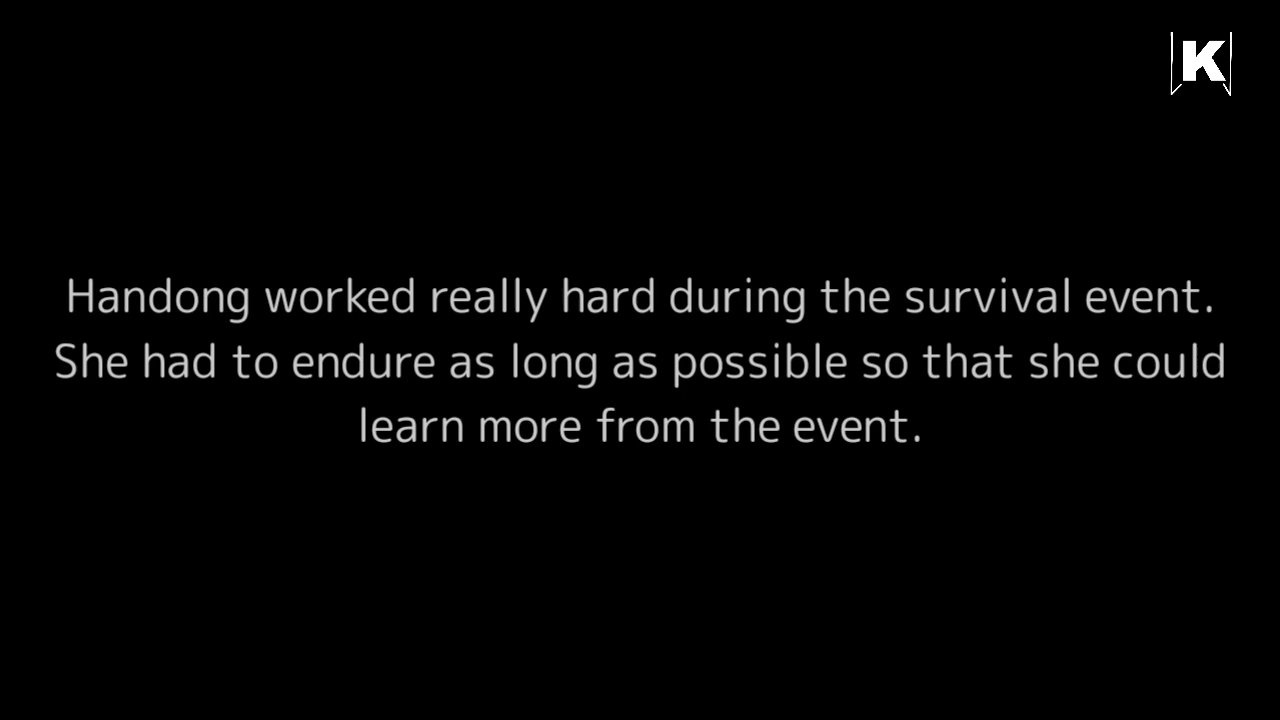 K
Handong worked really hard during the survival event.
She had to endure as long as possible so that she could
learn more from the event.